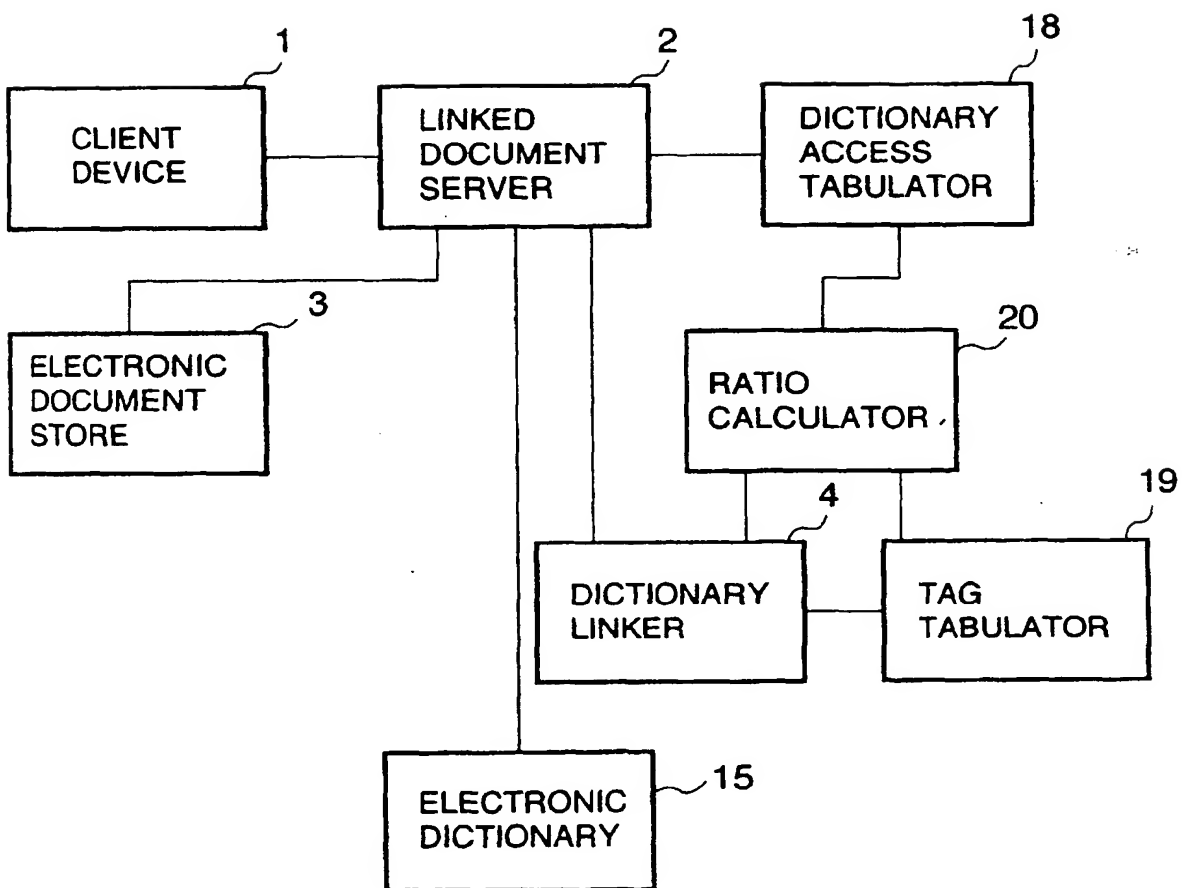 1
2
18
CLIENT
DEVICE
LINKED
DOCUMENT
SERVER
DICTIONARY
ACCESS
TABULATOR
3
ELECTRONIC
DOCUMENT
STORE
20
RATIO
CALCULATOR
4
19
DICTIONARY
LINKER
TAG
TABULATOR
15
ELECTRONIC
DICTIONARY